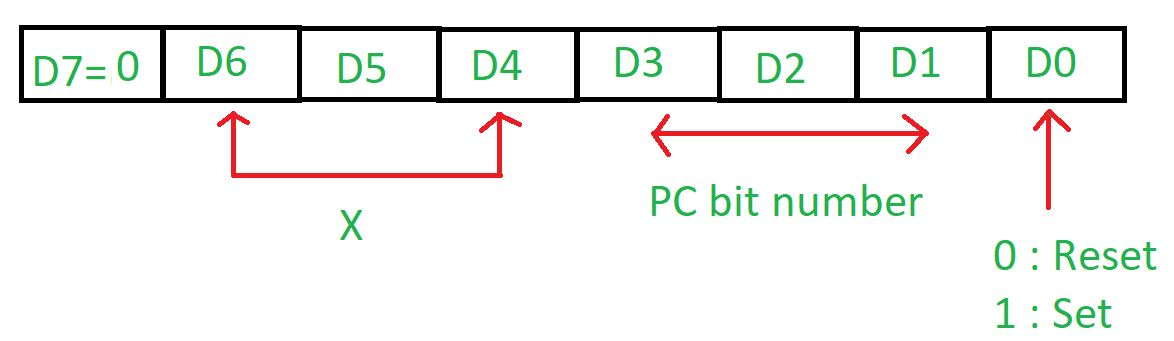 D7= 0 D6 D5 D4 D3 D2 D1 D0
X
PC bit number
0 : Reset
1 : Set